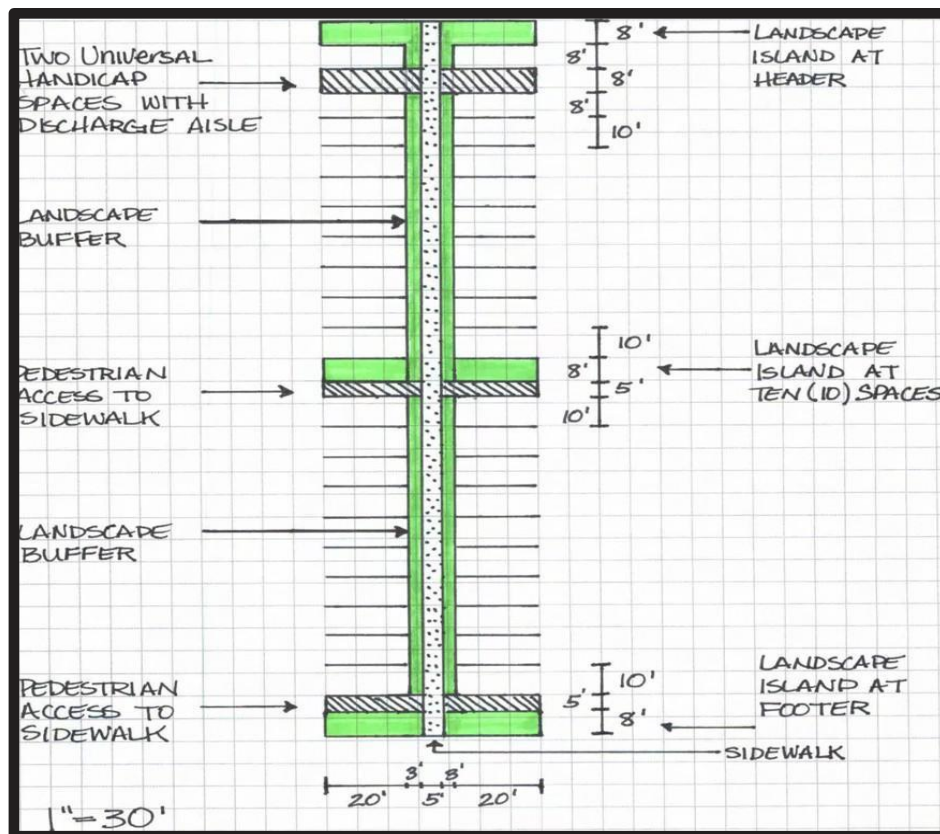 TWO UNIVERSAL
HANDICAP
SPACES WITH
DISCHARGE AISLE
LANDSCAPE
BUFFER
PEDESTRIAN
ACCESS TO
SIDEWALK
LANDSCAPE
BUFFER
PEDESTRIAN
ACCESS TO
SIDEWALK
8'
8'
8'
8'
10'
10'
8'
5'
10'
10'
5'
8'
LANDSCAPE
ISLAND AT
HEADER
LANDSCAPE
ISLAND AT
TEN (10) SPACES
LANDSCAPE
ISLAND AT
FOOTER
SIDEWALK
3' 3'
20' 5' 20'
1"=30'